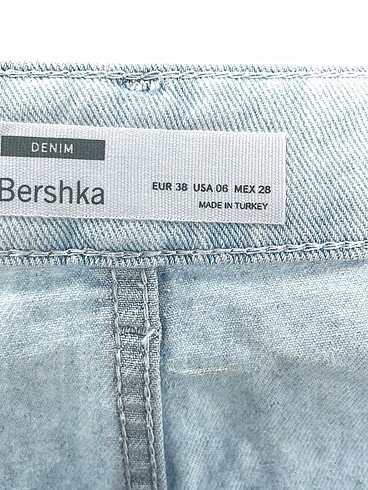 DENIM
Bershka
EUR 38 USA 06 MEX 28
MADE IN TURKEY